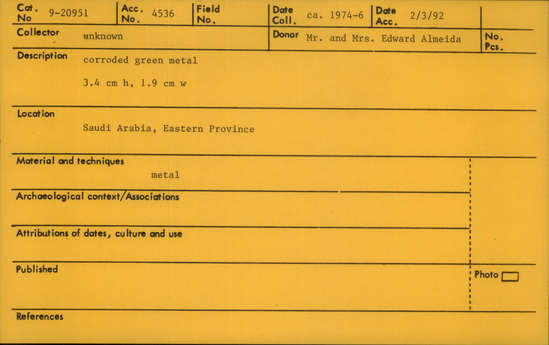 Cat. No 9-20951 Acc. No. 4536 Field No. Date Coll. ca. 1974-6 Date Acc. 2/3/92
Collector unknown Donor Mr. and Mrs. Edward Almeida No. Pcs.
Description corroded green metal
3.4 cm h, 1.9 cm w
Location
Saudi Arabia, Eastern Province
Material and techniques
metal
Archaeological context/Associations
Attributions of dates, culture and use
Published Photo
References